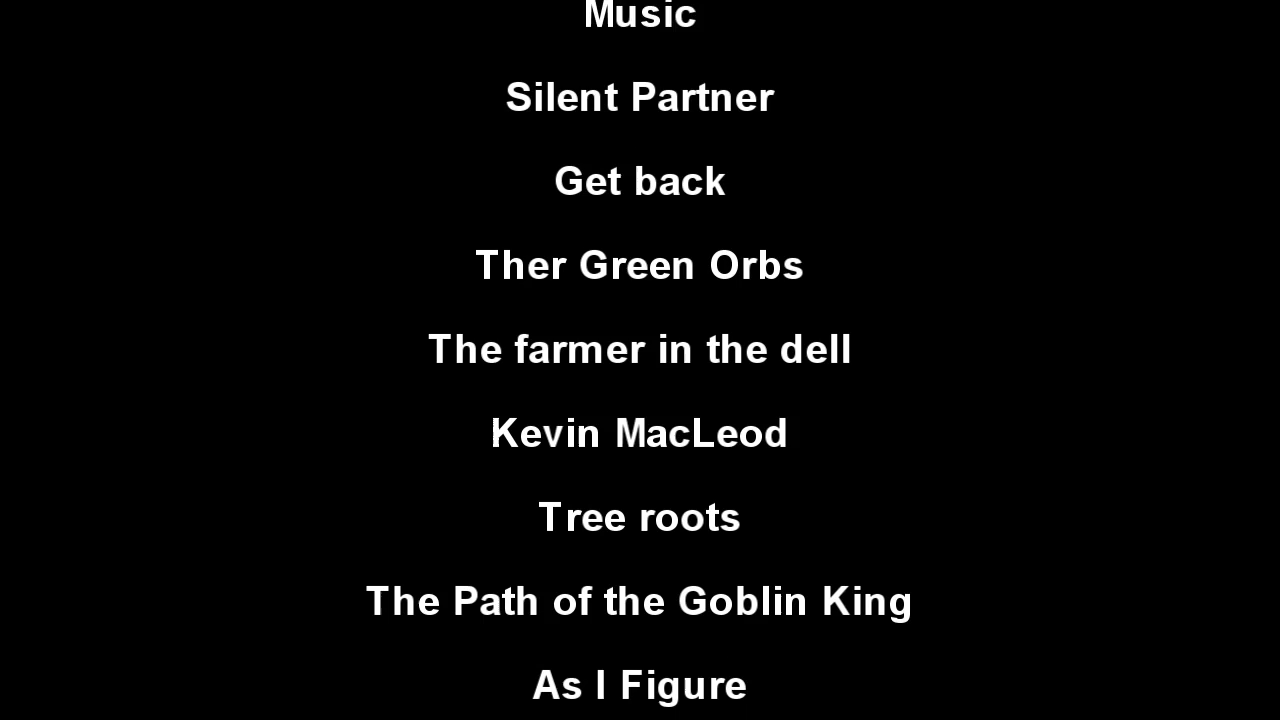 Music
Silent Partner
Get back
Ther Green Orbs
The farmer in the dell
Kevin MacLeod
Tree roots
The Path of the Goblin King
As I Figure